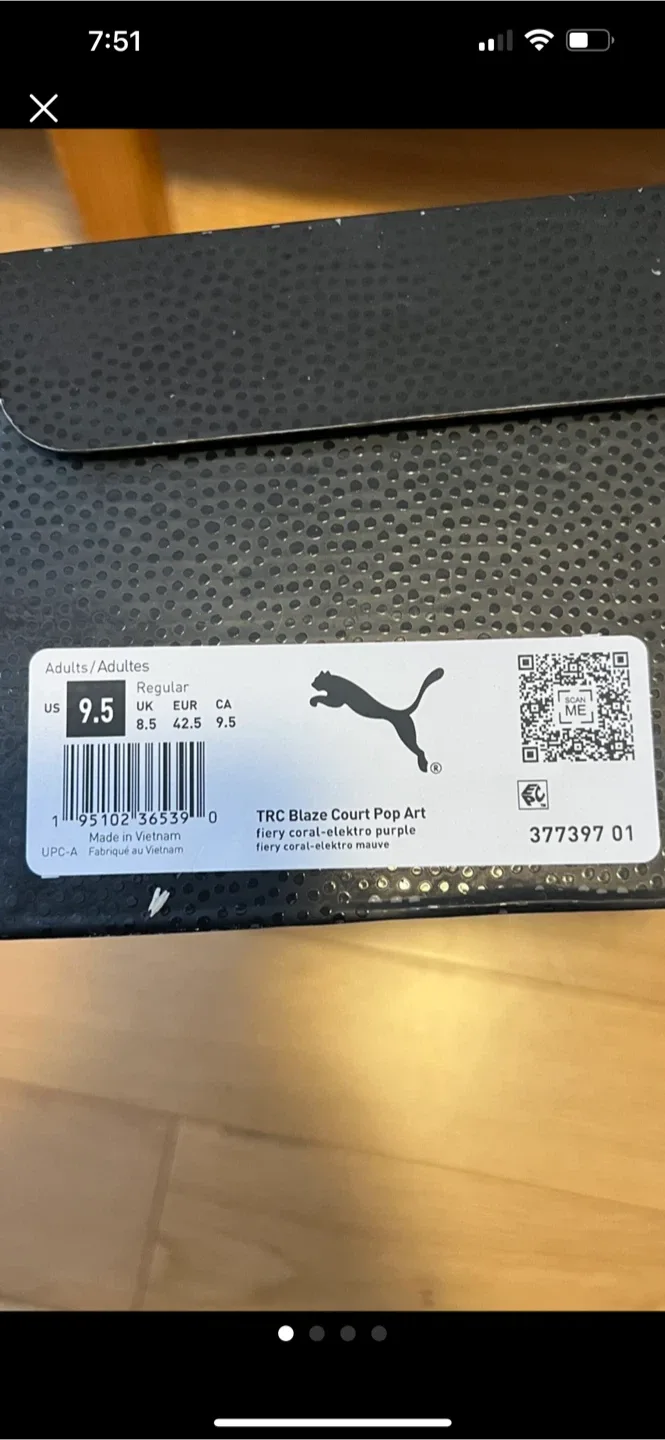 7:51
Adults/Adultes
Regular
US 9.5 UK EUR CA
8.5 42.5 9.5
SCAN
ME
®
1 95102 36539 0
Made in Vietnam
UPC-A Fabriqué au Vietnam
TRC Blaze Court Pop Art
fiery coral-elektro purple
fiery coral-elektro mauve
377397 01